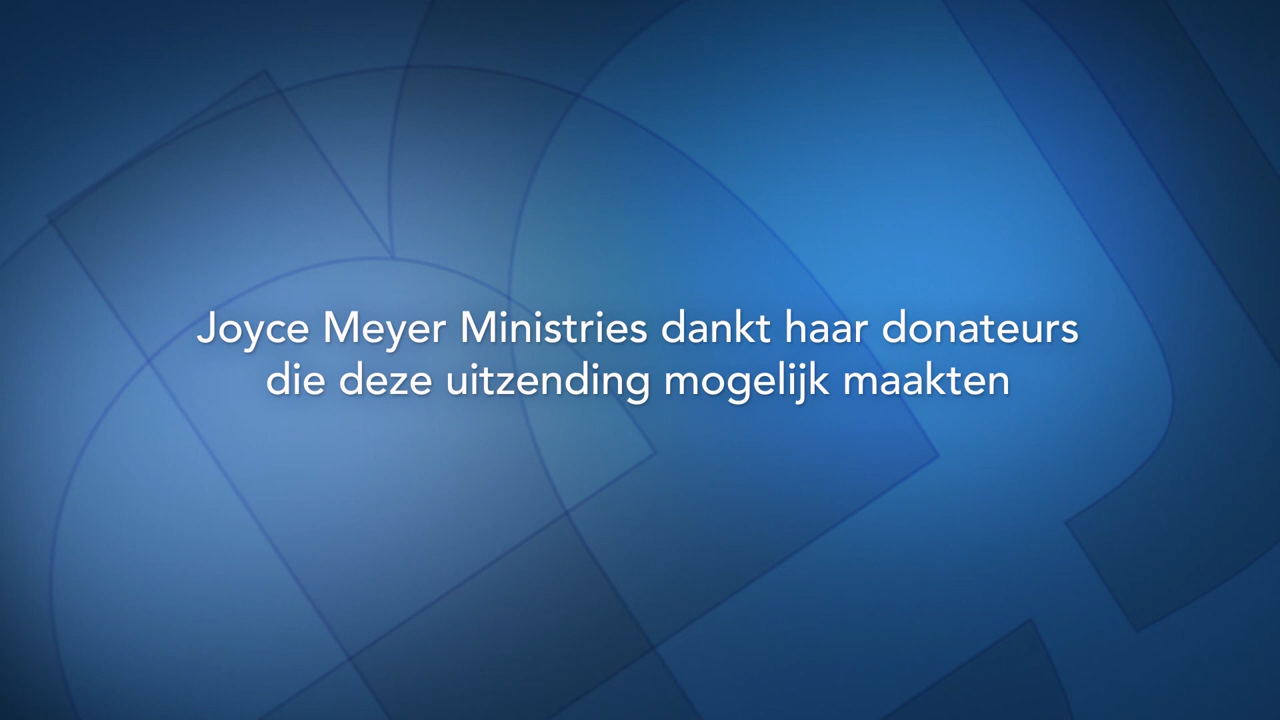 Joyce Meyer Ministries dankt haar donateurs
die deze uitzending mogelijk maakten